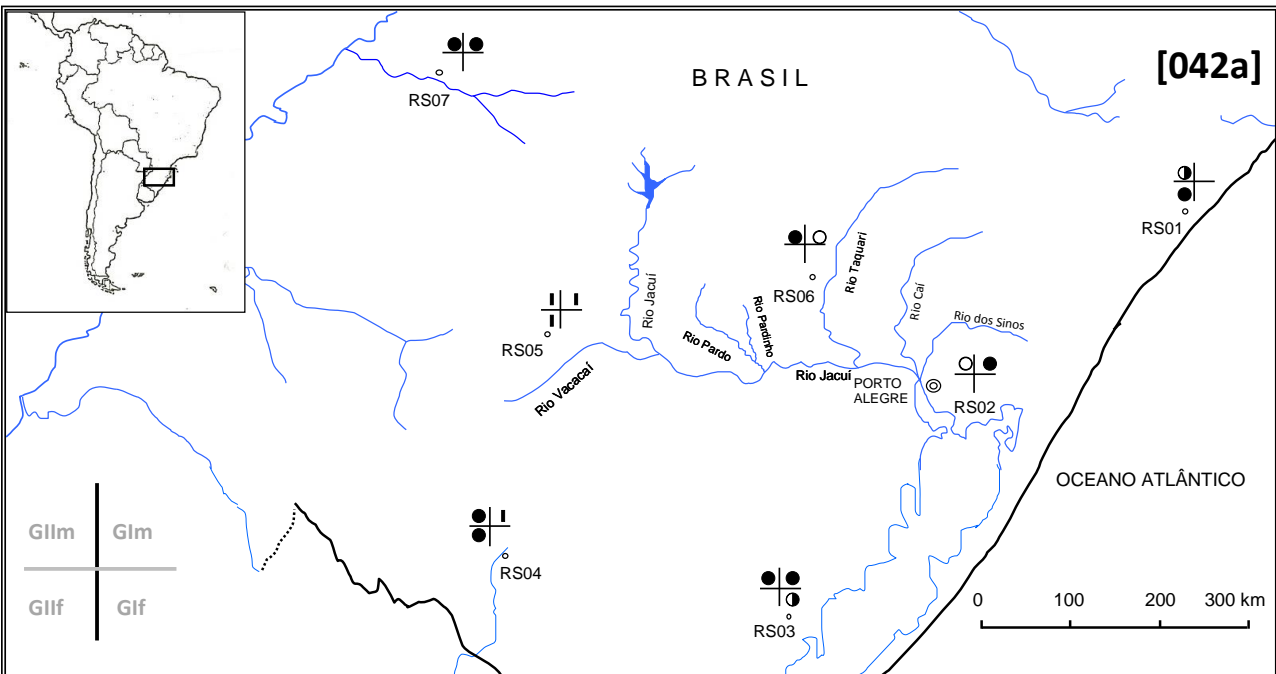 [042a]
BRASIL
RS07
RS01
RS06
Rio Taquari
Rio Jacuí
Rio Caí
Rio dos Sinos
RS05
Rio Pardo
Rio Pardinho
Rio Vacacaí
Rio Jacuí
PORTO
ALEGRE
RS02
OCEANO ATLÂNTICO
GIIm
GIm
GIIf
GIf
RS04
RS03
0 100 200 300 km